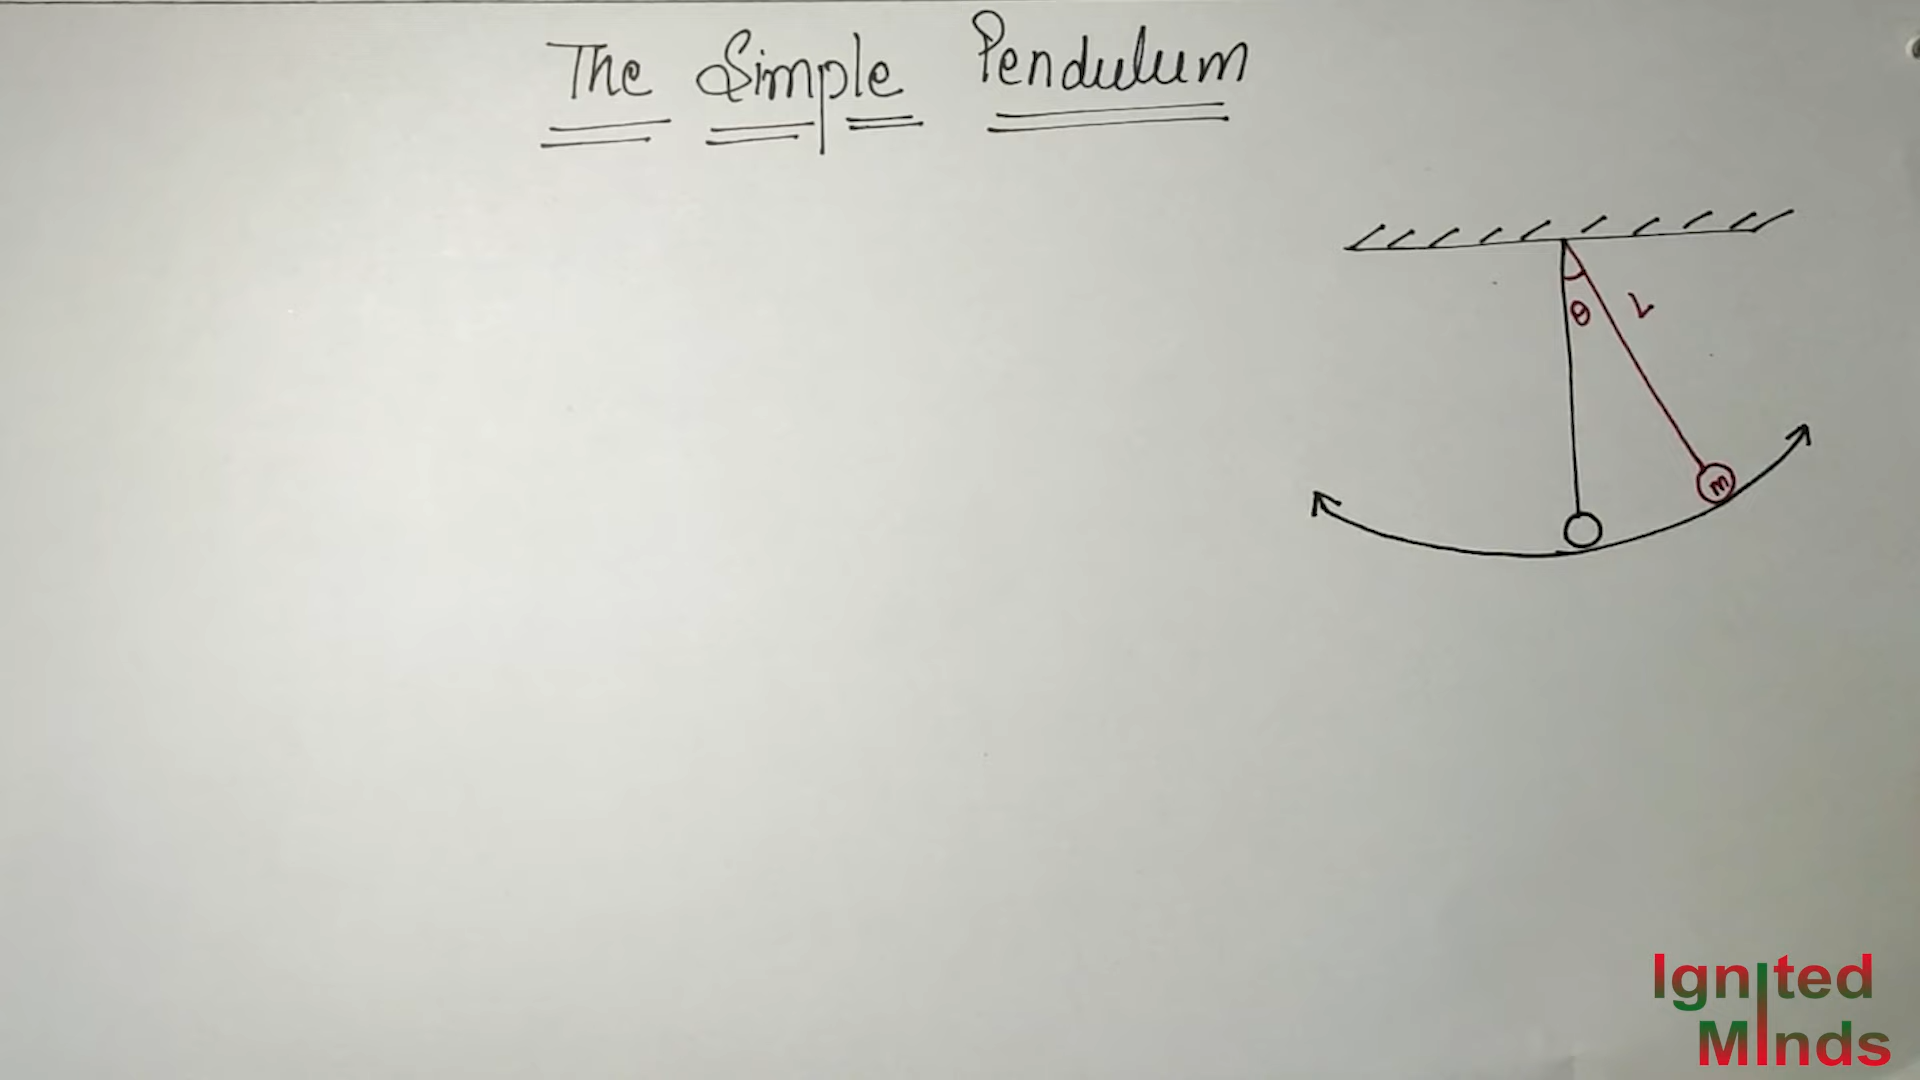 The Simple Pendulum
θ
L
m
Ignited
Minds